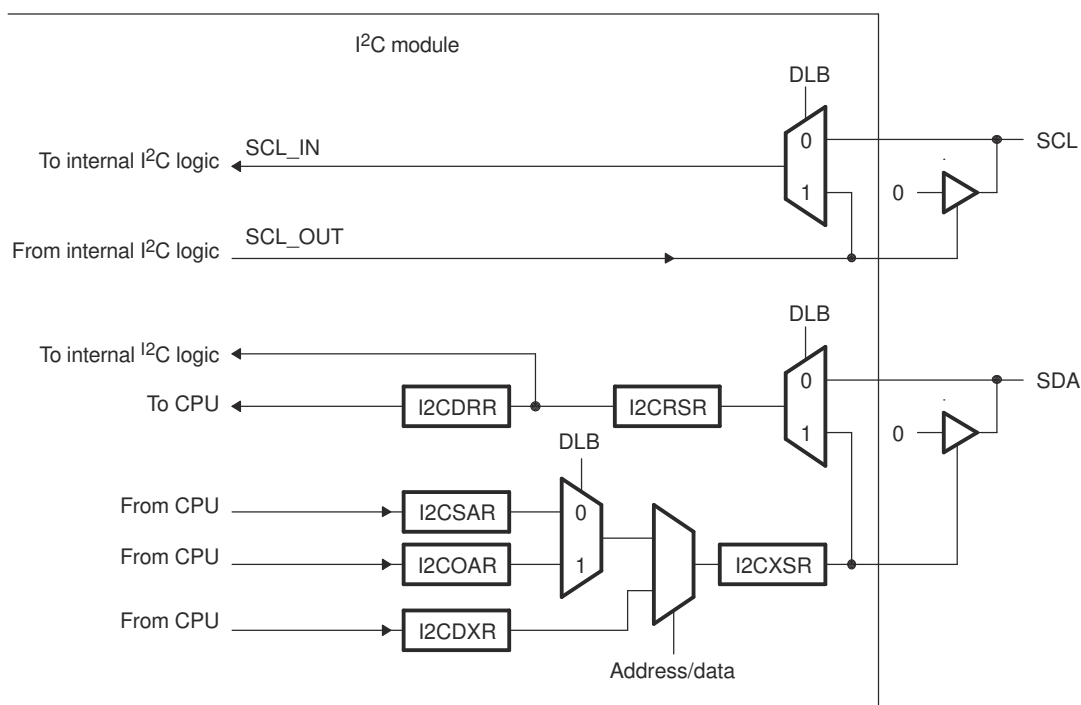 I²C module
DLB
0
SCL
To internal I²C logic
SCL_IN
1
0
From internal I²C logic
SCL_OUT
DLB
To internal I²C logic
0
SDA
To CPU
I2CDRR
I2CRSR
1
0
DLB
From CPU
I2CSAR
0
From CPU
I2COAR
1
I2CXSR
From CPU
I2CDXR
Address/data